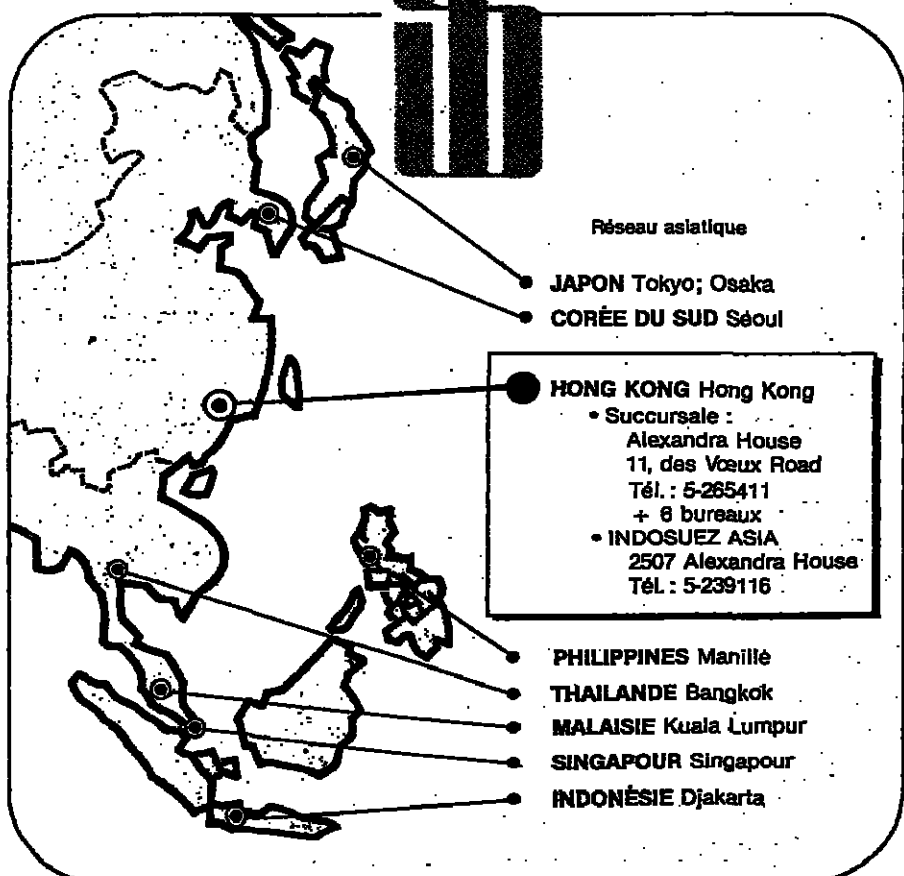 Réseau asiatique
JAPON Tokyo; Osaka
CORÉE DU SUD Séoul
HONG KONG Hong Kong
• Succursale :
Alexandra House
11, des Vœux Road
Tél. : 5-265411
+ 6 bureaux
• INDOSUEZ ASIA
2507 Alexandra House
Tél. : 5-239116
PHILIPPINES Manille
THAILANDE Bangkok
MALAISIE Kuala Lumpur
SINGAPOUR Singapour
INDONÉSIE Djakarta